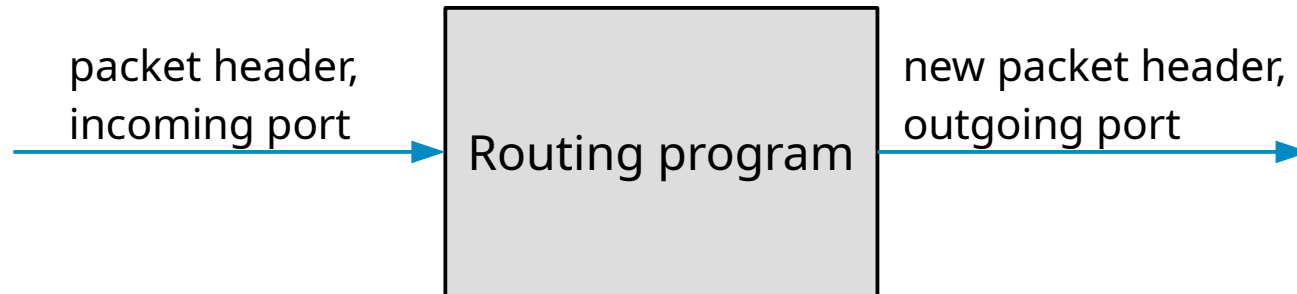 packet header,
incoming port
Routing program
new packet header,
outgoing port